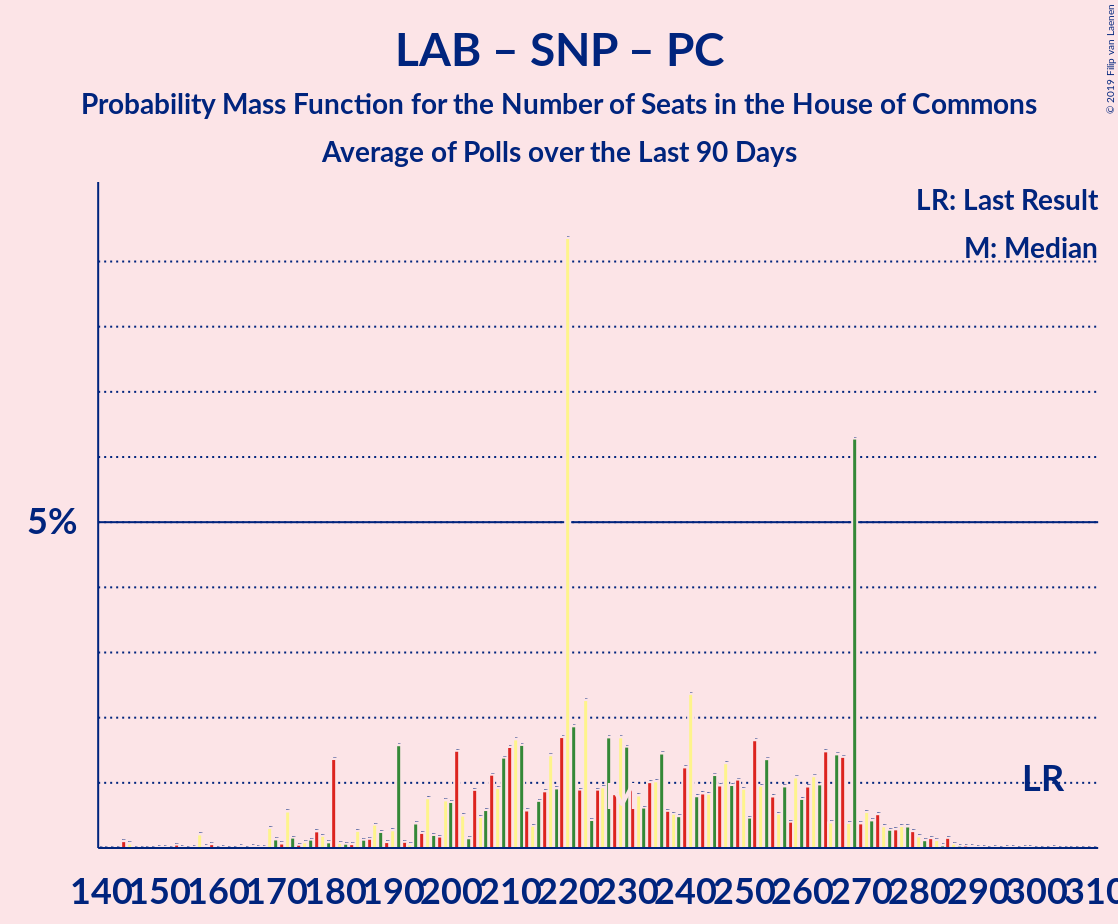 LAB – SNP – PC
Probability Mass Function for the Number of Seats in the House of Commons
Average of Polls over the Last 90 Days
© 2019 Filip van Laenen
LR: Last Result
M: Median
5%
M
LR
140 150 160 170 180 190 200 210 220 230 240 250 260 270 280 290 300 310